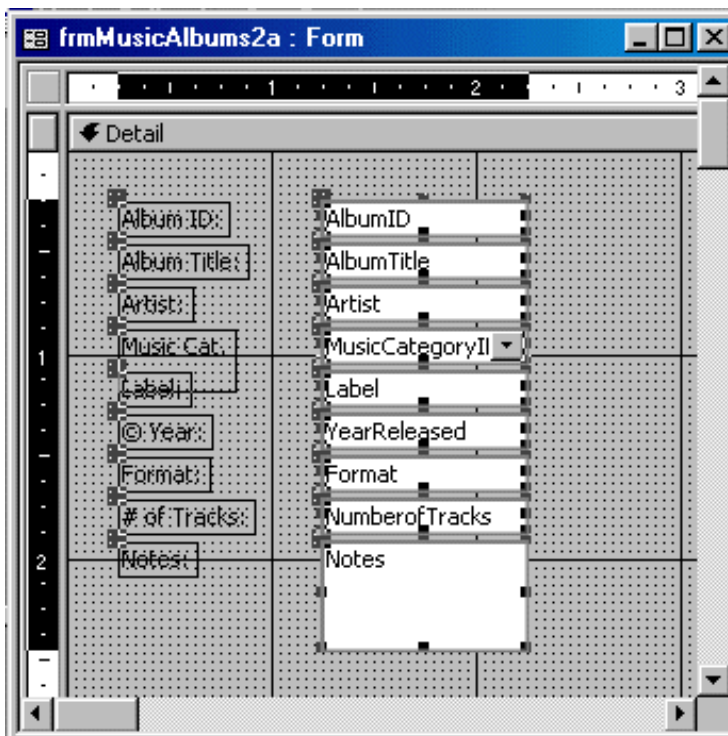 frmMusicAlbums2a : Form
1 2 3
Detail
Album ID: AlbumID
Album Title: AlbumTitle
Artist: Artist
1
Music Cat. MusicCategoryI
Label: Label
© Year: YearReleased
Format: Format
# of Tracks: NumberofTracks
2
Notes: Notes